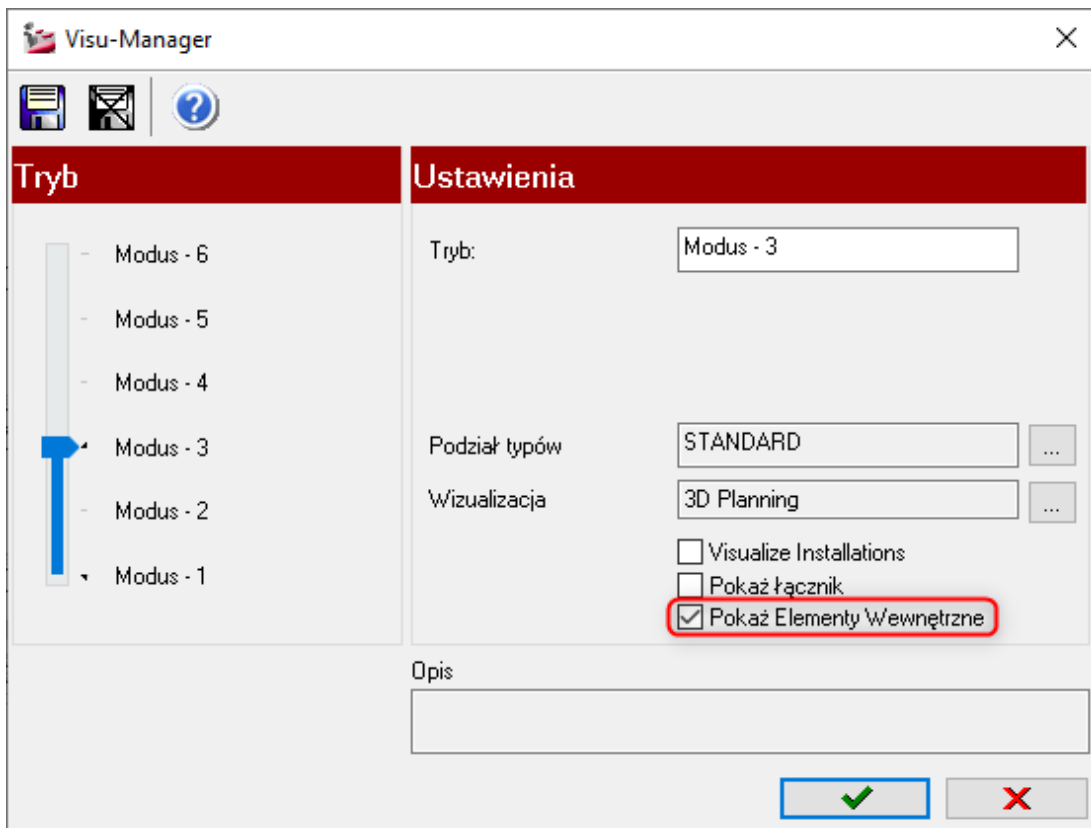 Visu-Manager
Tryb
Modus - 6
Modus - 5
Modus - 4
Modus - 3
Modus - 2
Modus - 1
Ustawienia
Tryb:
Modus - 3
Podział typów
STANDARD
...
Wizualizacja
3D Planning
...
Visualize Installations
Pokaż łącznik
Pokaż Elementy Wewnętrzne
Opis